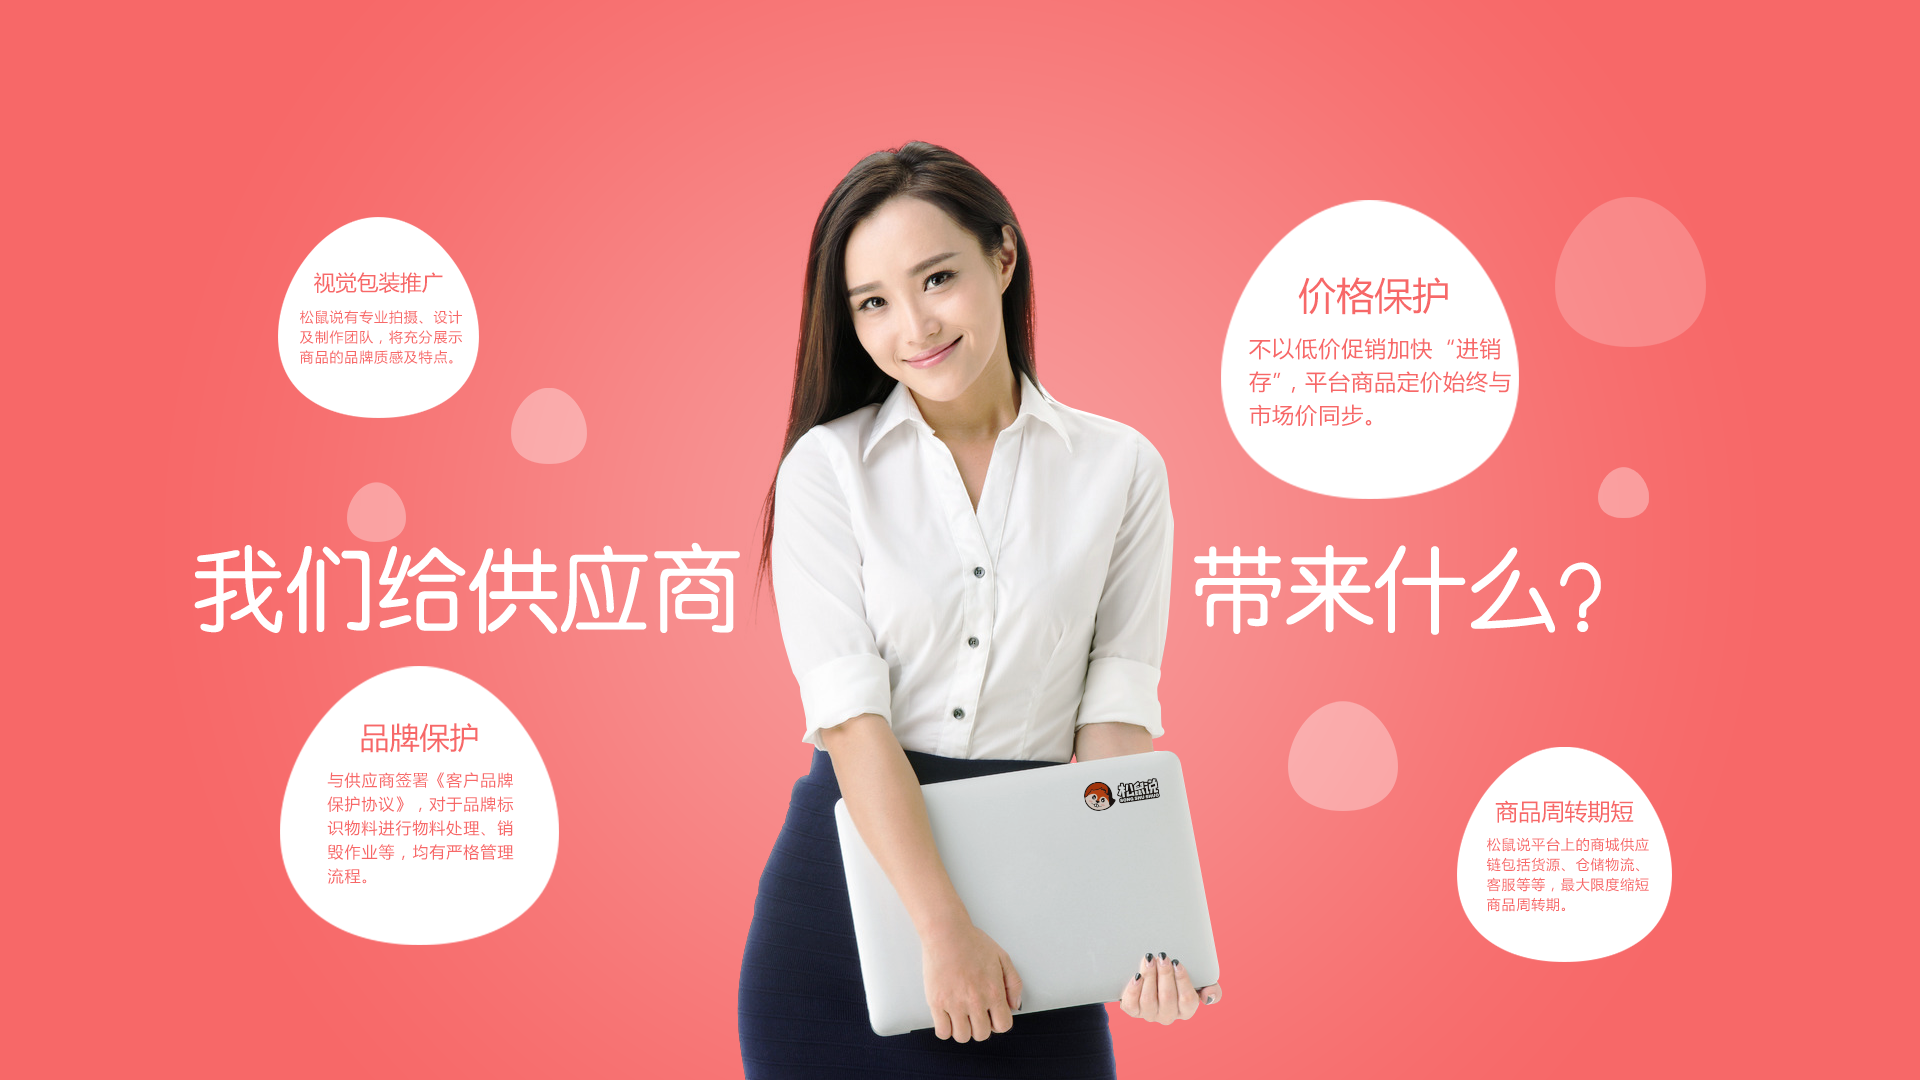 视觉包装推广
松鼠说有专业拍摄、设计
及制作团队，将充分展示
商品的品牌质感及特点。
价格保护
不以低价促销加快“进销
存”，平台商品定价始终与
市场价同步。
我们给供应商
带来什么？
品牌保护
与供应商签署《客户品牌
保护协议》，对于品牌标
识物料进行物料处理、销
毁作业等，均有严格管理
流程。
松鼠说
SONG SHU SHUO
商品周转期短
松鼠说平台上的商城供应
链包括货源、仓储物流、
客服等等，最大限度缩短
商品周转期。